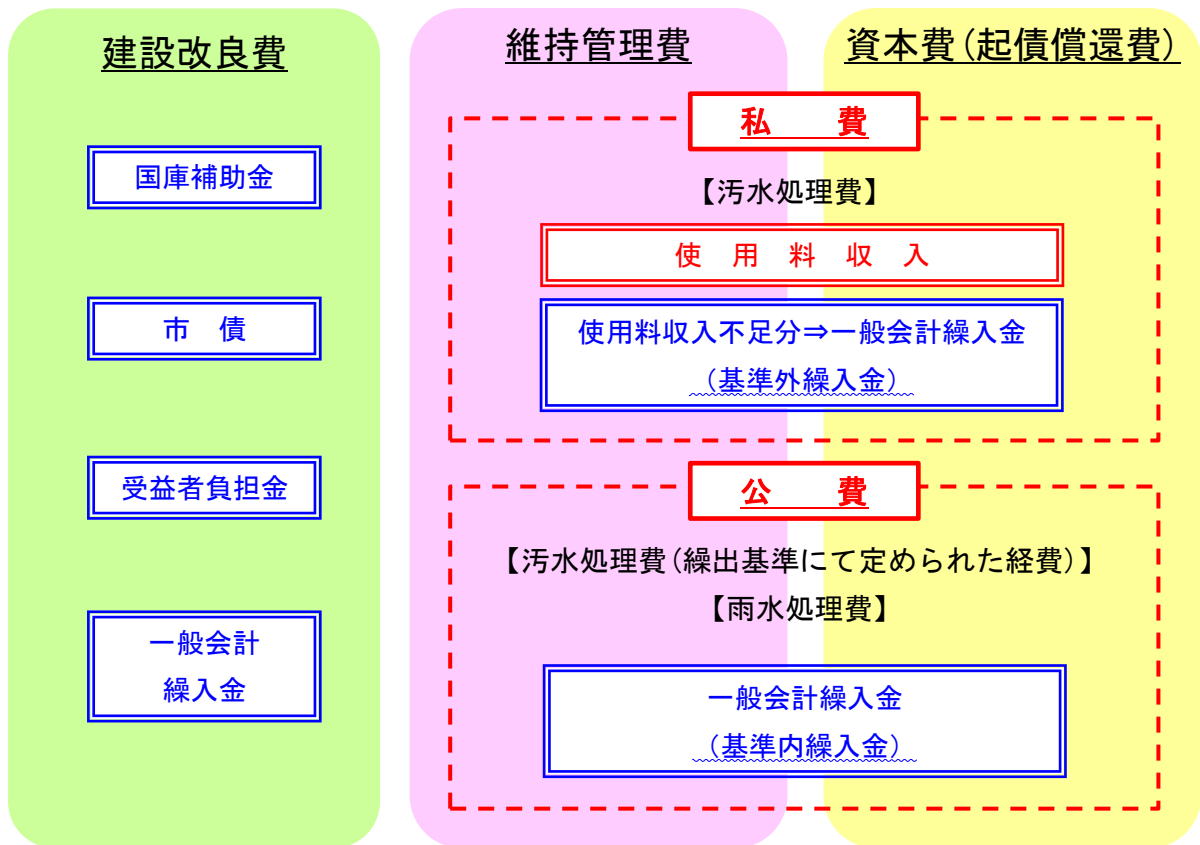 建設改良費
国庫補助金
市　債
受益者負担金
一般会計
繰入金
維持管理費
資本費(起債償還費)
私　　費
【汚水処理費】
使　用　料　収　入
使用料収入不足分⇒一般会計繰入金
(基準外繰入金)
公　　費
【汚水処理費(繰出基準にて定められた経費)】
【雨水処理費】
一般会計繰入金
(基準内繰入金)